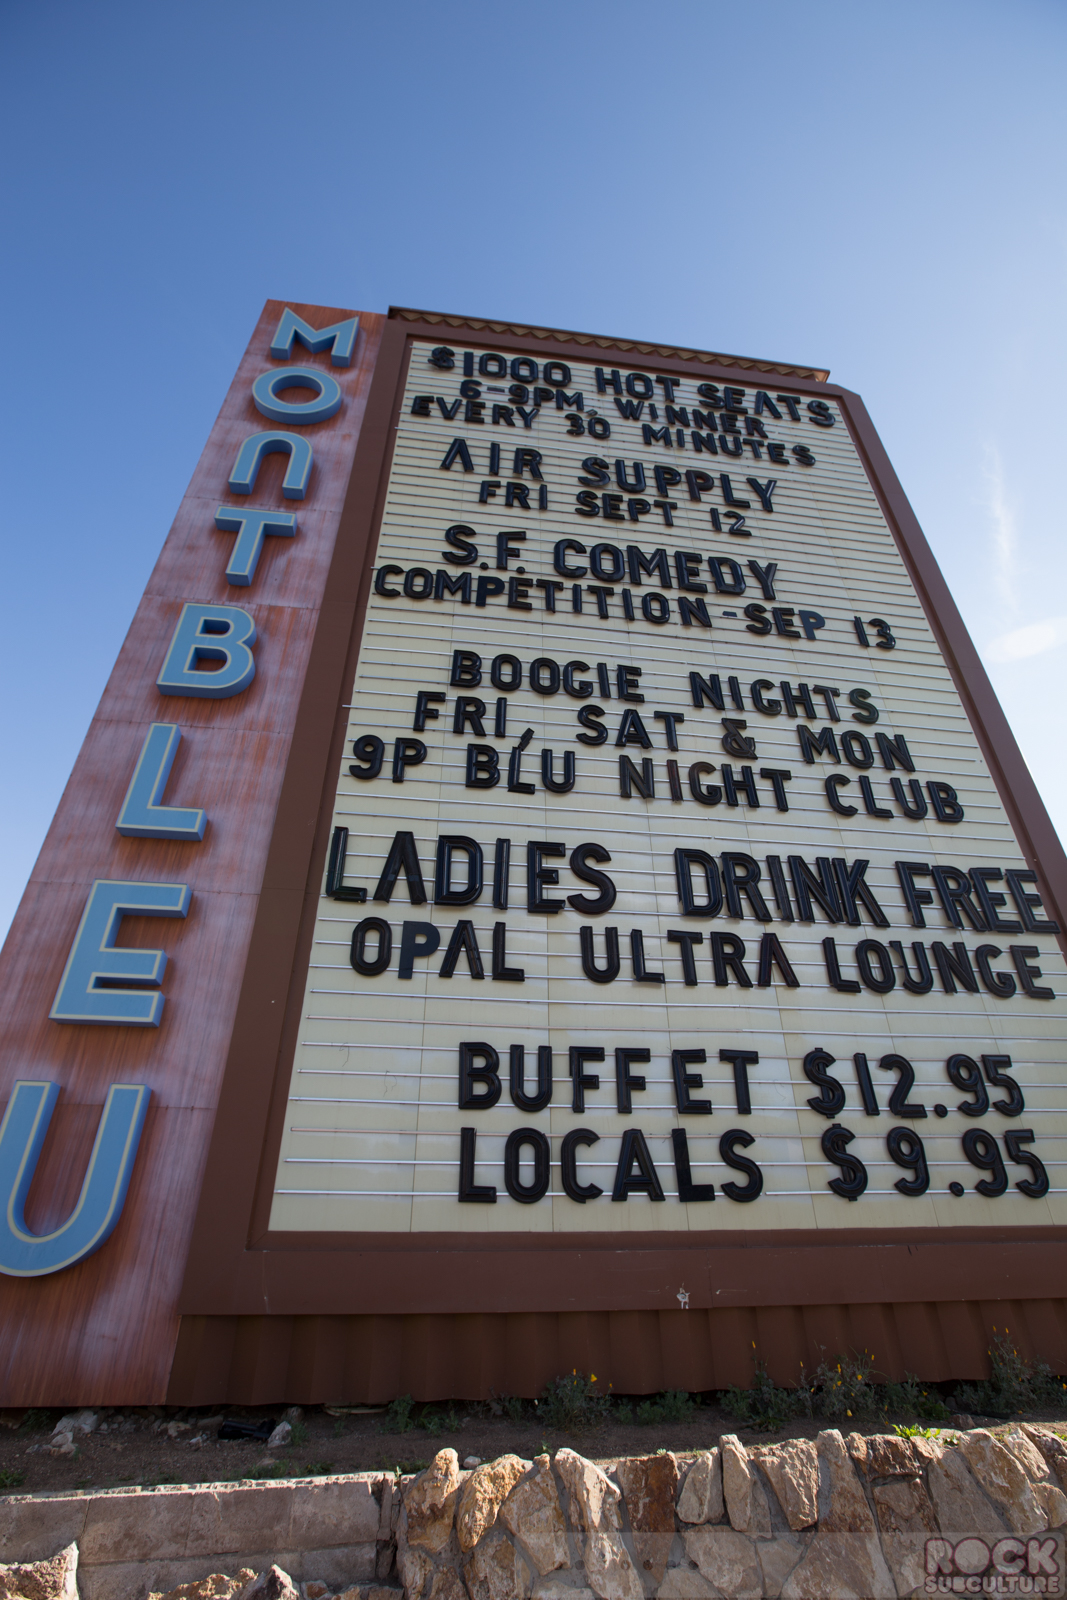 MONTBLEU
$1000 HOT SEATS
6-9PM, WINNER
EVERY 30 MINUTES
AIR SUPPLY
FRI SEPT 12
S.F. COMEDY
COMPETITION-SEP 13
BOOGIE NIGHTS
FRI, SAT & MON
9P BĹU NIGHT CLUB
LADIES DRINK FREE
OPAL ULTRA LOUNGE
BUFFET $12.95
LOCALS $9.95
ROCK
SUBCULTURE